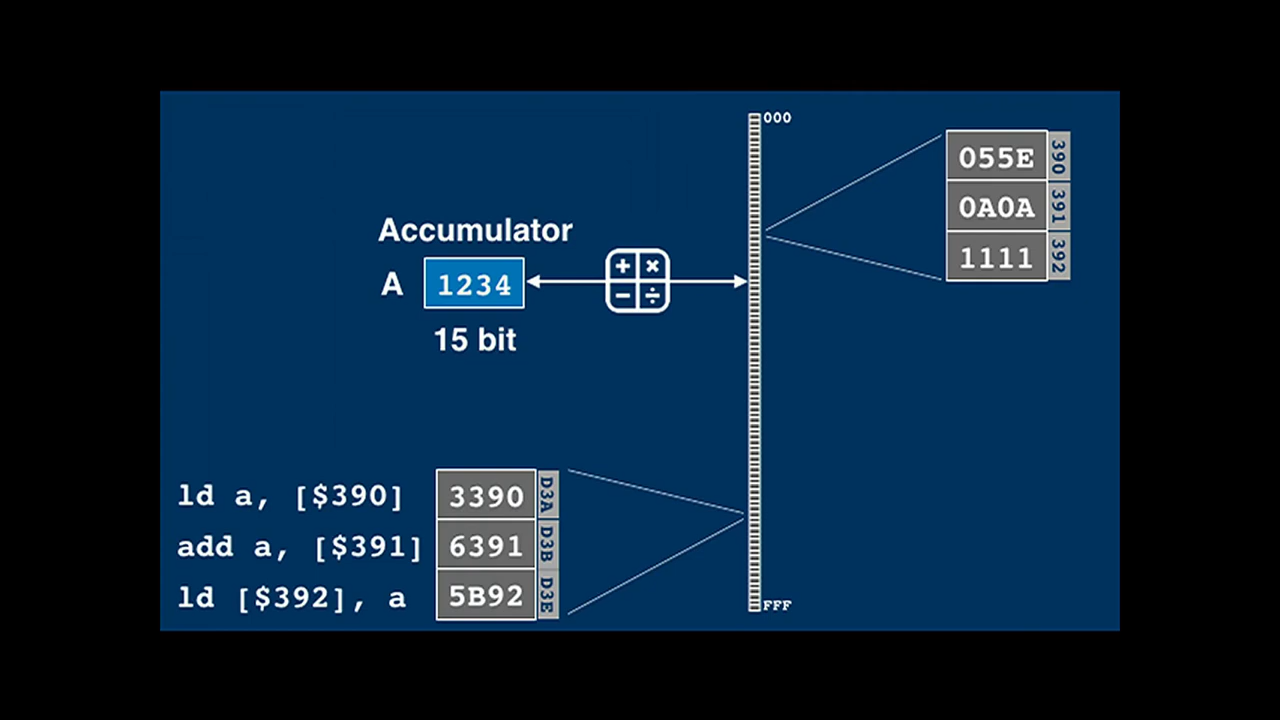 000
055E 390
0A0A 391
1111 392
Accumulator
A 1234
+ ×
- ÷
15 bit
ld a, [$390] 3390 D3A
add a, [$391] 6391 D3B
ld [$392], a 5B92 D3E
FFF